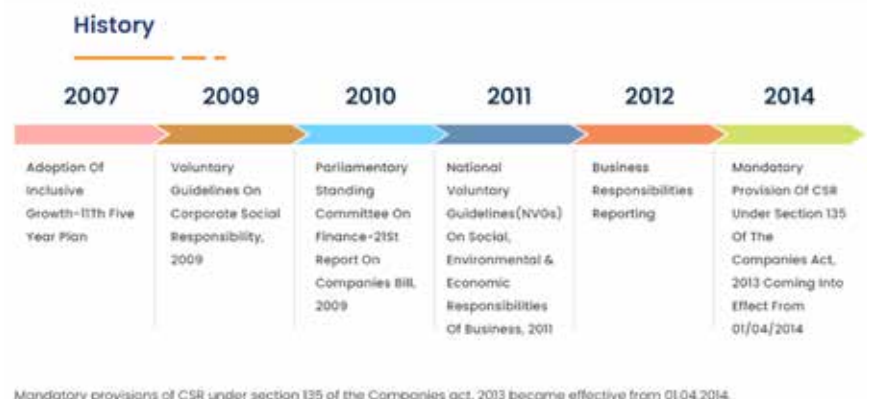 History
2007
2009
2010
2011
2012
2014
Adoption Of
Inclusive
Growth-11Th Five
Year Plan
Voluntary
Guidelines On
Corporate Social
Responsibility,
2009
Parliamentary
Standing
Committee On
Finance-21St
Report On
Companies Bill,
2009
National
Voluntary
Guidelines(NVGs)
On Social,
Environmental &
Economic
Responsibilities
Of Business, 2011
Business
Responsibilities
Reporting
Mandatory
Provision Of CSR
Under Section 135
Of The
Companies Act,
2013 Coming Into
Effect From
01/04/2014
Mandatory provisions of CSR under section 135 of the Companies act, 2013 became effective from 01.04.2014.